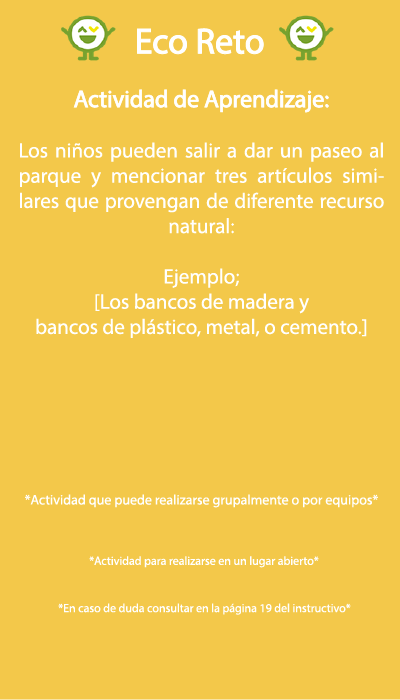 Eco Reto
Actividad de Aprendizaje:
Los niños pueden salir a dar un paseo al
parque y mencionar tres artículos simi-
lares que provengan de diferente recurso
natural:
Ejemplo;
[Los bancos de madera y
bancos de plástico, metal, o cemento.]
*Actividad que puede realizarse grupalmente o por equipos*
*Actividad para realizarse en un lugar abierto*
*En caso de duda consultar en la página 19 del instructivo*